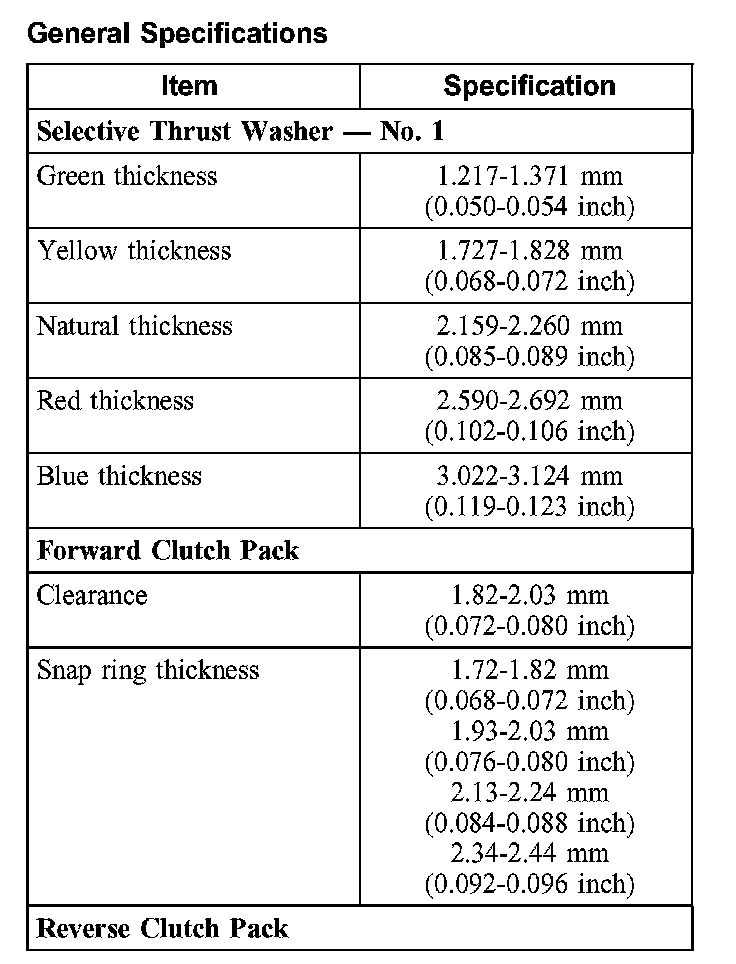 General Specifications
Item Specification
Selective Thrust Washer — No. 1
Green thickness 1.217-1.371 mm
(0.050-0.054 inch)
Yellow thickness 1.727-1.828 mm
(0.068-0.072 inch)
Natural thickness 2.159-2.260 mm
(0.085-0.089 inch)
Red thickness 2.590-2.692 mm
(0.102-0.106 inch)
Blue thickness 3.022-3.124 mm
(0.119-0.123 inch)
Forward Clutch Pack
Clearance 1.82-2.03 mm
(0.072-0.080 inch)
Snap ring thickness 1.72-1.82 mm
(0.068-0.072 inch)
1.93-2.03 mm
(0.076-0.080 inch)
2.13-2.24 mm
(0.084-0.088 inch)
2.34-2.44 mm
(0.092-0.096 inch)
Reverse Clutch Pack